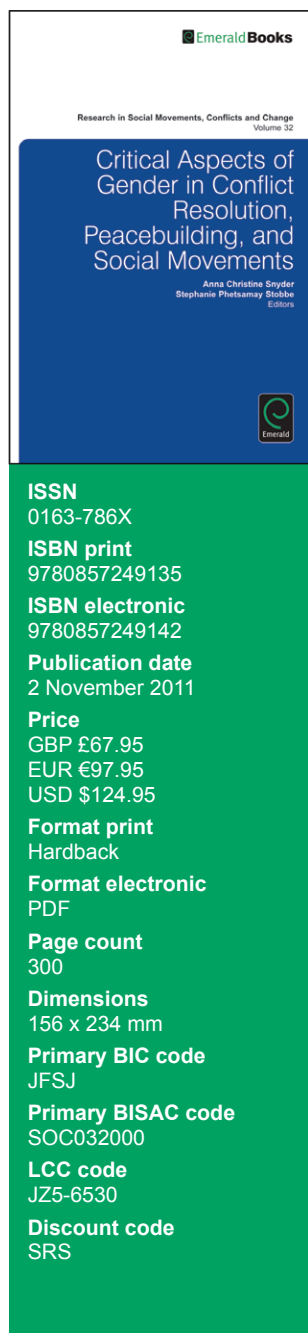 Emerald Books
Research in Social Movements, Conflicts and Change
Volume 32
Critical Aspects of
Gender in Conflict
Resolution,
Peacebuilding, and
Social Movements
Anna Christine Snyder
Stephanie Phetsamay Stobbe
Editors
Emerald
ISSN
0163-786X
ISBN print
9780857249135
ISBN electronic
9780857249142
Publication date
2 November 2011
Price
GBP £67.95
EUR €97.95
USD $124.95
Format print
Hardback
Format electronic
PDF
Page count
300
Dimensions
156 x 234 mm
Primary BIC code
JFSJ
Primary BISAC code
SOC032000
LCC code
JZ5-6530
Discount code
SRS